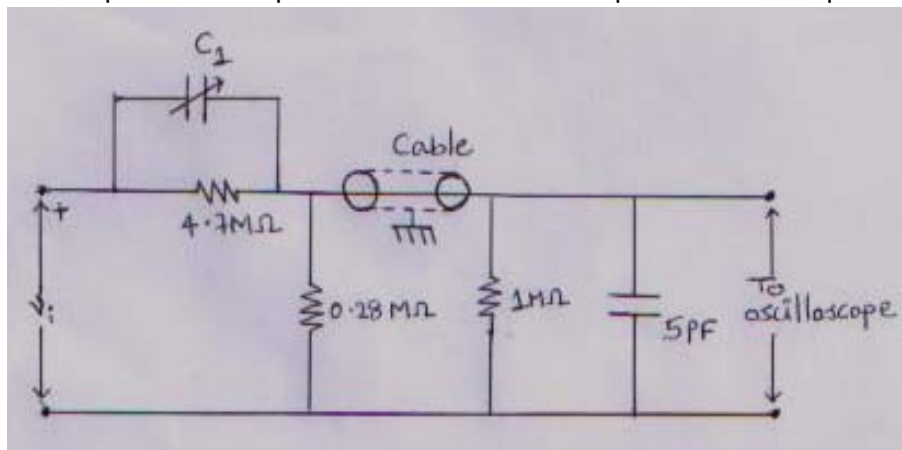 C1
Cable
+
4.7MΩ
Vi
0.28 MΩ
1MΩ
5PF
To
oscilloscope